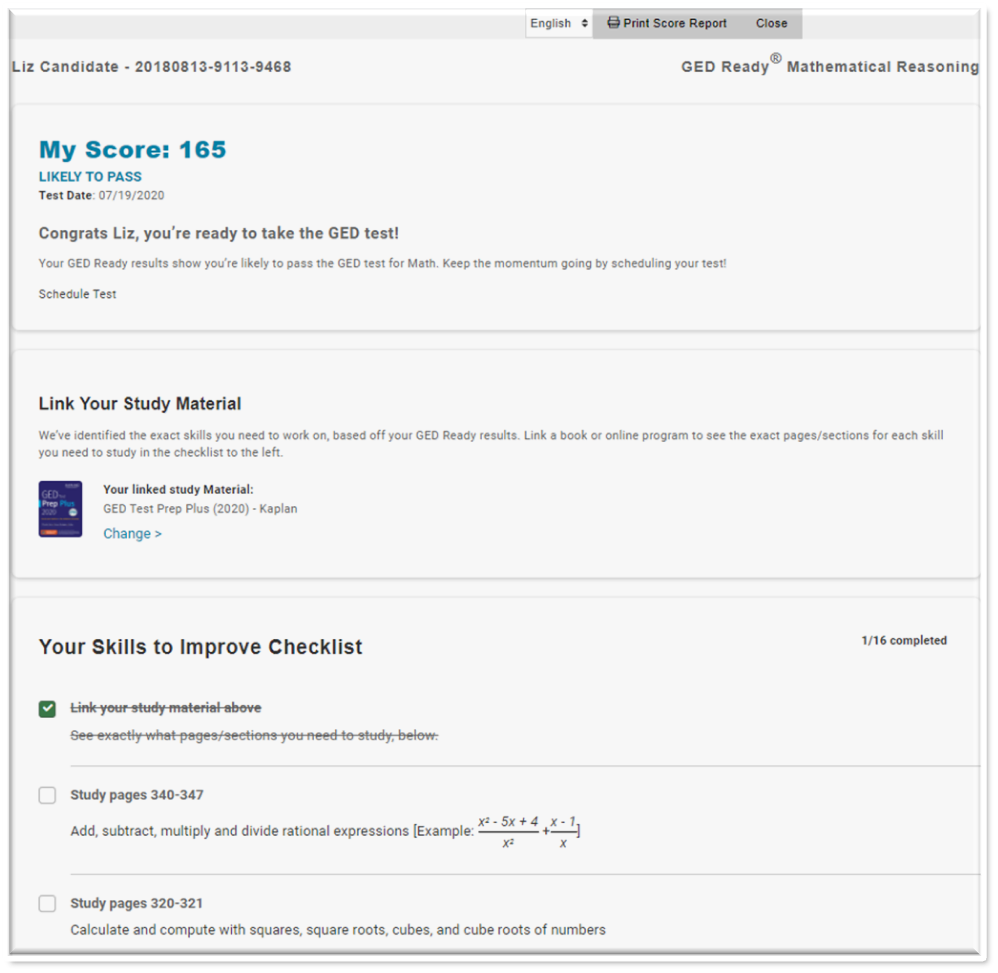 English Print Score Report Close
Liz Candidate - 20180813-9113-9468 GED Ready® Mathematical Reasoning
My Score: 165
LIKELY TO PASS
Test Date: 07/19/2020
Congrats Liz, you're ready to take the GED test!
Your GED Ready results show you're likely to pass the GED test for Math. Keep the momentum going by scheduling your test!
Schedule Test
Link Your Study Material
We've identified the exact skills you need to work on, based off your GED Ready results. Link a book or online program to see the exact pages/sections for each skill
you need to study in the checklist to the left.
GED
Prep Plus
2020
Your linked study Material:
GED Test Prep Plus (2020) - Kaplan
Change >
Your Skills to Improve Checklist 1/16 completed
Link your study material above
See exactly what pages/sections you need to study, below.
Study pages 340-347
Add, subtract, multiply and divide rational expressions [Example: (x² - 5x + 4)/x² + (x - 1)/x]
Study pages 320-321
Calculate and compute with squares, square roots, cubes, and cube roots of numbers